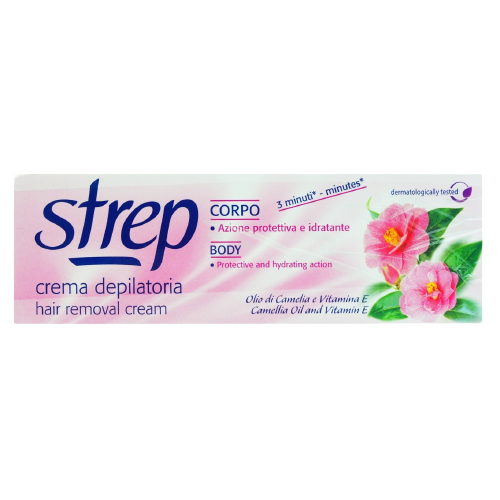 strep
crema depilatoria
hair removal cream
CORPO
• Azione protettiva e idratante
BODY
• Protective and hydrating action
3 minuti* - minutes*
dermatologically tested
Olio di Camelia e Vitamina E
Camellia Oil and Vitamin E